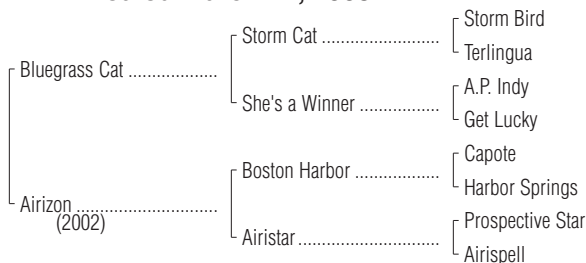 Storm Bird
Storm Cat ......................
Terlingua
Bluegrass Cat ......................
A.P. Indy
She's a Winner ....................
Get Lucky
Capote
Boston Harbor .....................
Harbor Springs
Airizon ...................................
(2002)
Prospective Star
Airistar ...................................
Airispell